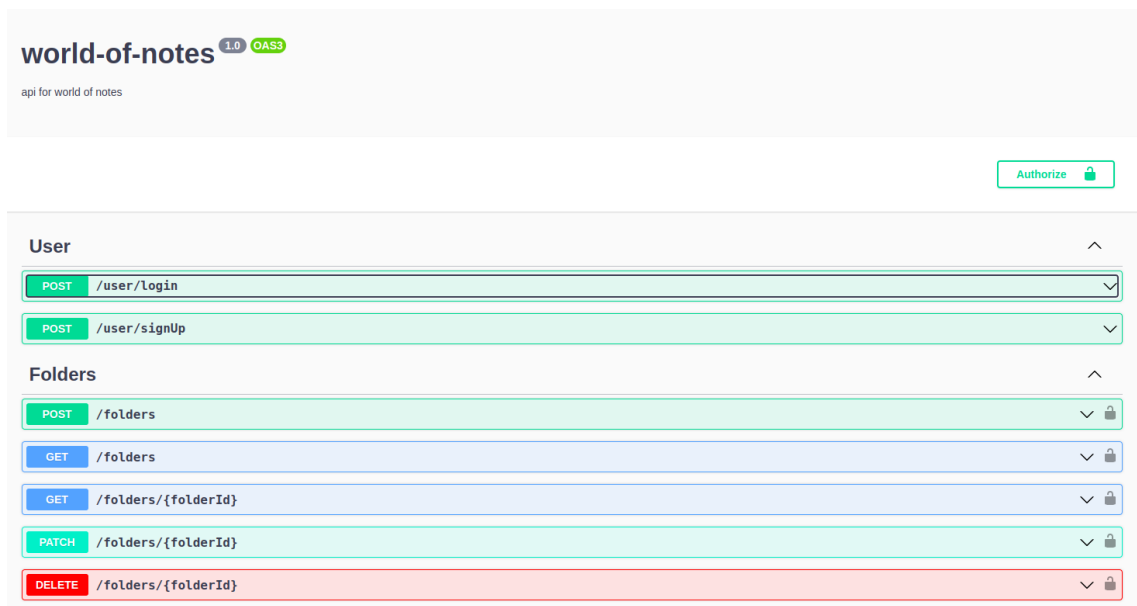 world-of-notes 1.0 OAS3
api for world of notes
Authorize
User
POST /user/login
POST /user/signUp
Folders
POST /folders
GET /folders
GET /folders/{folderId}
PATCH /folders/{folderId}
DELETE /folders/{folderId}